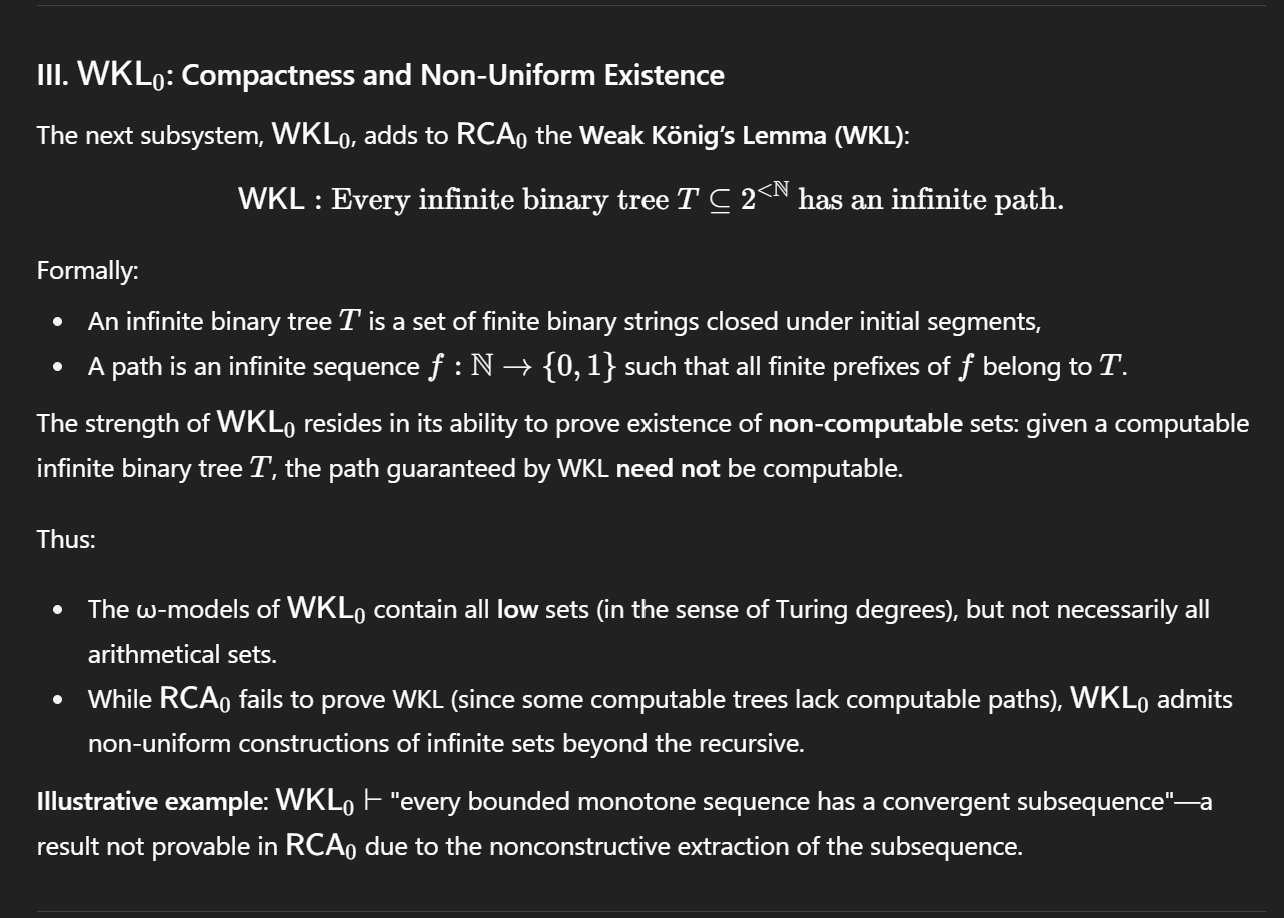 III. WKL₀: Compactness and Non-Uniform Existence
The next subsystem, WKL₀, adds to RCA₀ the Weak König’s Lemma (WKL):
WKL : Every infinite binary tree T ⊆ 2^{<ℕ} has an infinite path.
Formally:
• An infinite binary tree T is a set of finite binary strings closed under initial segments,
• A path is an infinite sequence f : ℕ → {0, 1} such that all finite prefixes of f belong to T.
The strength of WKL₀ resides in its ability to prove existence of non-computable sets: given a computable
infinite binary tree T, the path guaranteed by WKL need not be computable.
Thus:
• The ω-models of WKL₀ contain all low sets (in the sense of Turing degrees), but not necessarily all
arithmetical sets.
• While RCA₀ fails to prove WKL (since some computable trees lack computable paths), WKL₀ admits
non-uniform constructions of infinite sets beyond the recursive.
Illustrative example: WKL₀ ⊢ "every bounded monotone sequence has a convergent subsequence"—a
result not provable in RCA₀ due to the nonconstructive extraction of the subsequence.